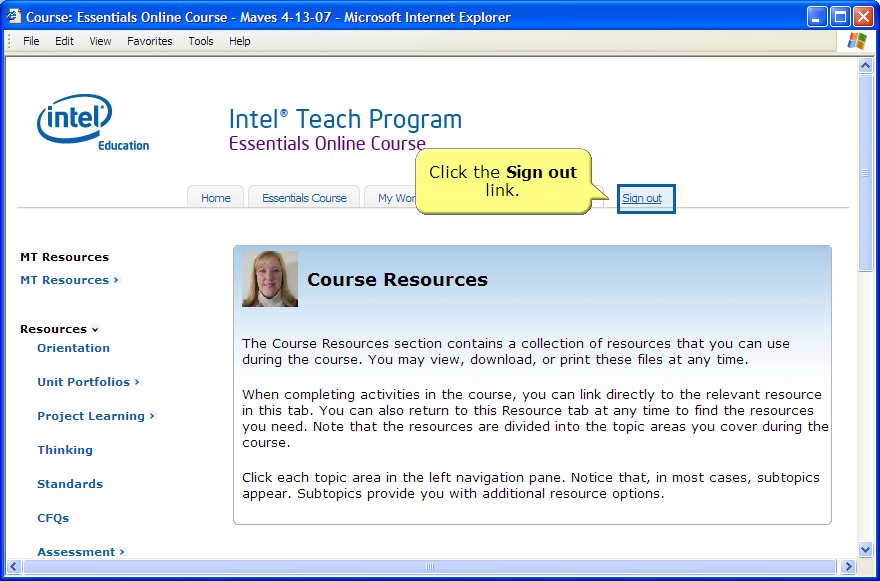 Course: Essentials Online Course - Maves 4-13-07 - Microsoft Internet Explorer
File Edit View Favorites Tools Help
intel
Education
Intel® Teach Program
Essentials Online Course
Click the Sign out
link.
Home Essentials Course My Sign out
MT Resources
MT Resources ›
Course Resources
Resources
Orientation
The Course Resources section contains a collection of resources that you can use
during the course. You may view, download, or print these files at any time.
Unit Portfolios ›
When completing activities in the course, you can link directly to the relevant resource
in this tab. You can also return to this Resource tab at any time to find the resources
you need. Note that the resources are divided into the topic areas you cover during the
course.
Project Learning ›
Thinking
Click each topic area in the left navigation pane. Notice that, in most cases, subtopics
appear. Subtopics provide you with additional resource options.
Standards
CFQs
Assessment ›